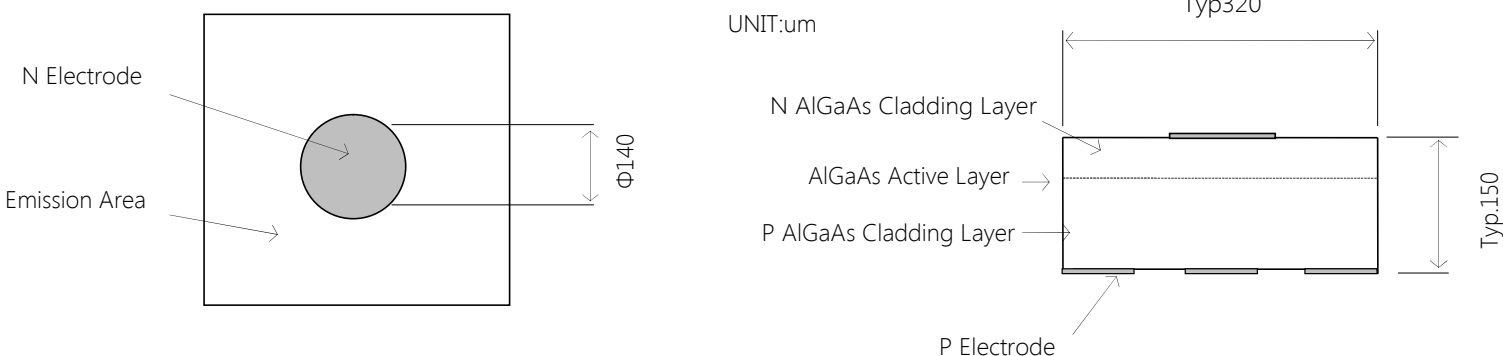 N Electrode
Emission Area
Φ140
UNIT:um
Typ320
N AlGaAs Cladding Layer
AlGaAs Active Layer
P AlGaAs Cladding Layer
P Electrode
Typ.150